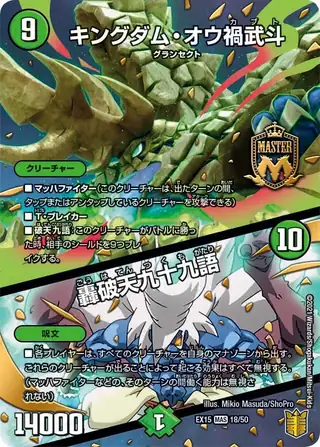 9
キングダム・オウ禍武斗
カブト
グランセクト
MASTER
M
クリーチャー
■マッハファイター(このクリーチャーは、出たターンの間、
タップまたはアンタップしているクリーチャーを攻撃できる)
■T・ブレイカー
■破天九語:このクリーチャーがバトルに勝っ
た時、相手のシールドを9つブレ
イクする。
10
轟破天九十九語
呪文
■各プレイヤーは、すべてのクリーチャーを自身のマナゾーンから出す。
これらのクリーチャーが出ることによって起こる効果はすべて無視する。
(マッハファイターなどの、そのターンの間働く能力は無視さ
れない)
Illus. Mikio Masuda/ShoPro
14000
1
EX15 MAS 18/50